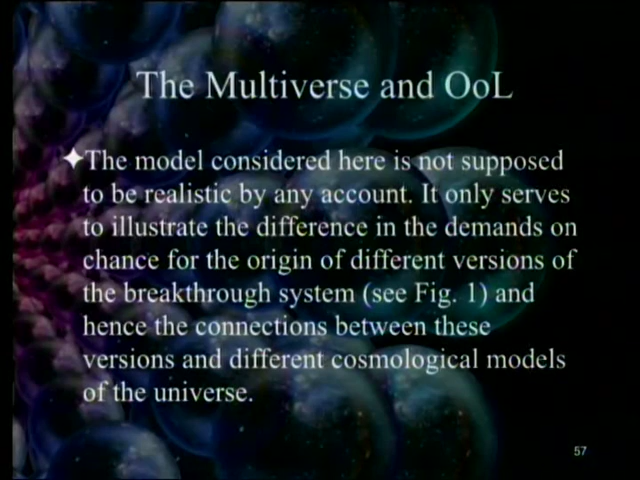 The Multiverse and OoL
The model considered here is not supposed
to be realistic by any account. It only serves
to illustrate the difference in the demands on
chance for the origin of different versions of
the breakthrough system (see Fig. 1) and
hence the connections between these
versions and different cosmological models
of the universe.
57